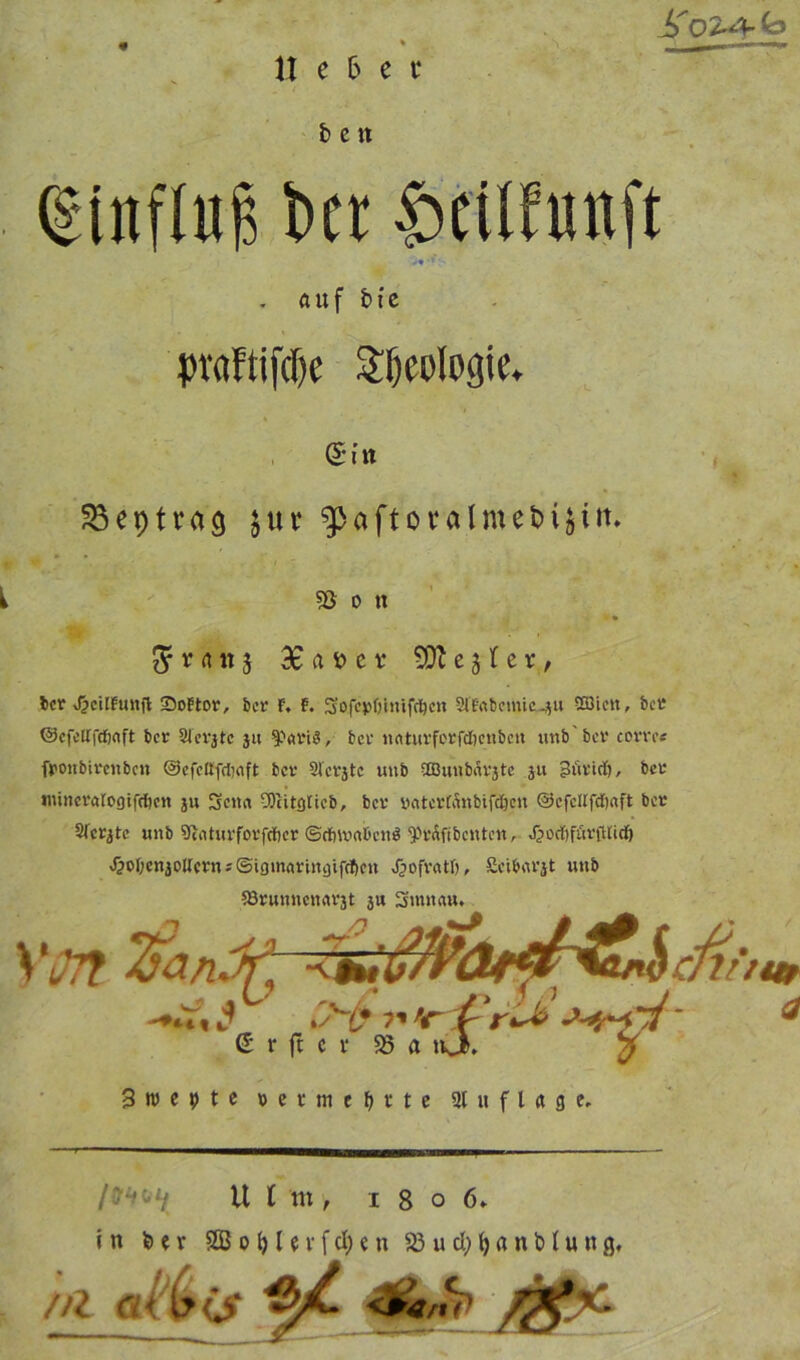 Ueber
den
Einfluß der Heilkunst
auf die
praktische Theologie.
Ein
Beytrag zur Pastoralmedizin.
Von
Franz Xaver Mezler,
der Heilkunst Doktor, der k. k. Josephinischen Akademie zu Wien, der
Gesellschaft der Aerzte zu Paris, der naturforschenden und der corre⸗
spondirenden Gesellschaft der Aerzte und Wundärzte zu Zürich, der
mineralogischen zu Jena Mitglied, der vaterländischen Gesellschaft der
Aerzte und Naturforscher Schwabens Präsidenten, Hochfürstlich
Hohenzollern⸗Sigmaringischen Hofrath, Leibarzt und
Brunnenarzt zu Imnau.
Erster Band.
Zweyte vermehrte Auflage.
Ulm, 1806.
in der Wohlerschen Buchhandlung.